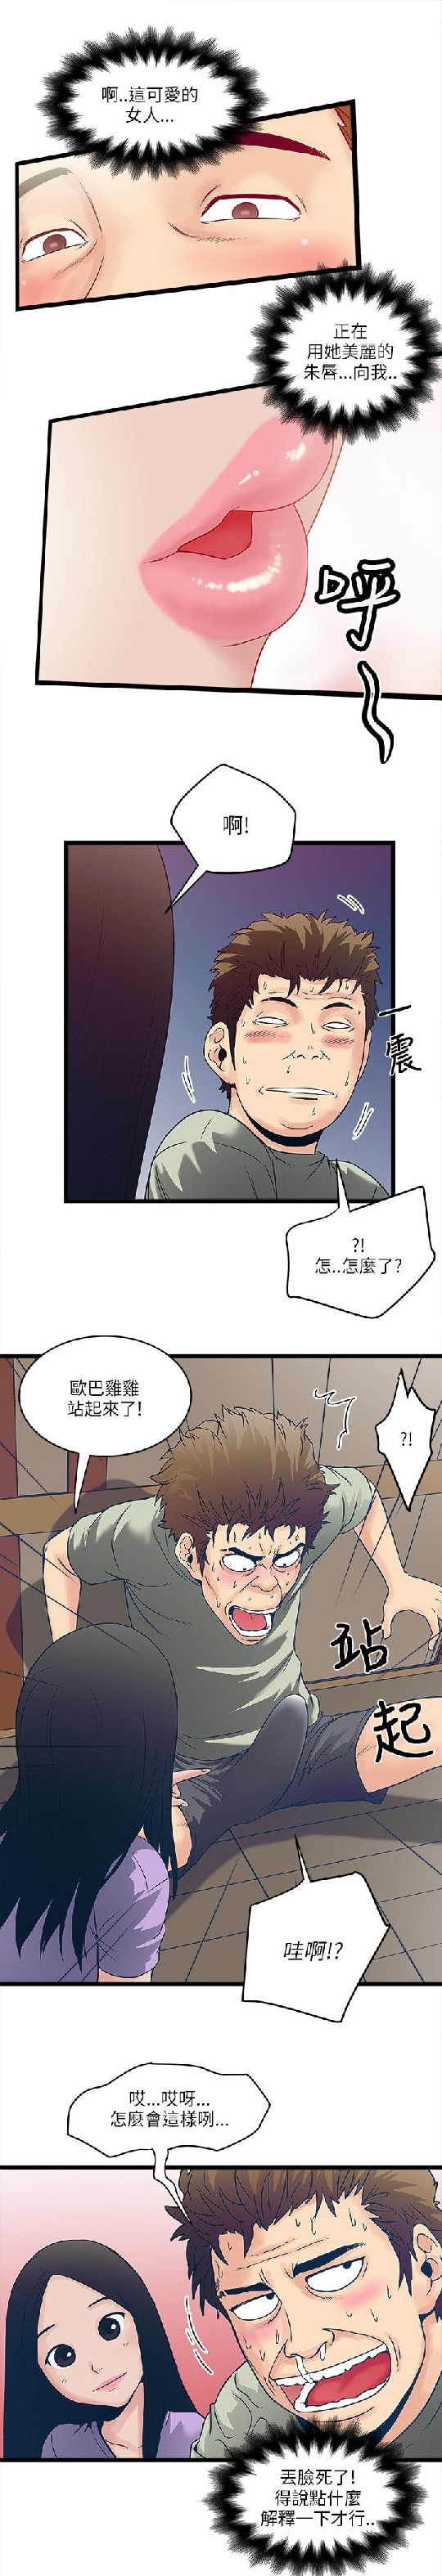 啊..這可愛的
女人...
正在
用她美麗的
朱唇...向我..
呼~
啊!
一震
?!
怎..怎麼了?
歐巴雞雞
站起來了!
?!
站起
哇啊!?
哎...哎呀...
怎麼會這樣咧...
丟臉死了!
得說點什麼
解釋一下才行..